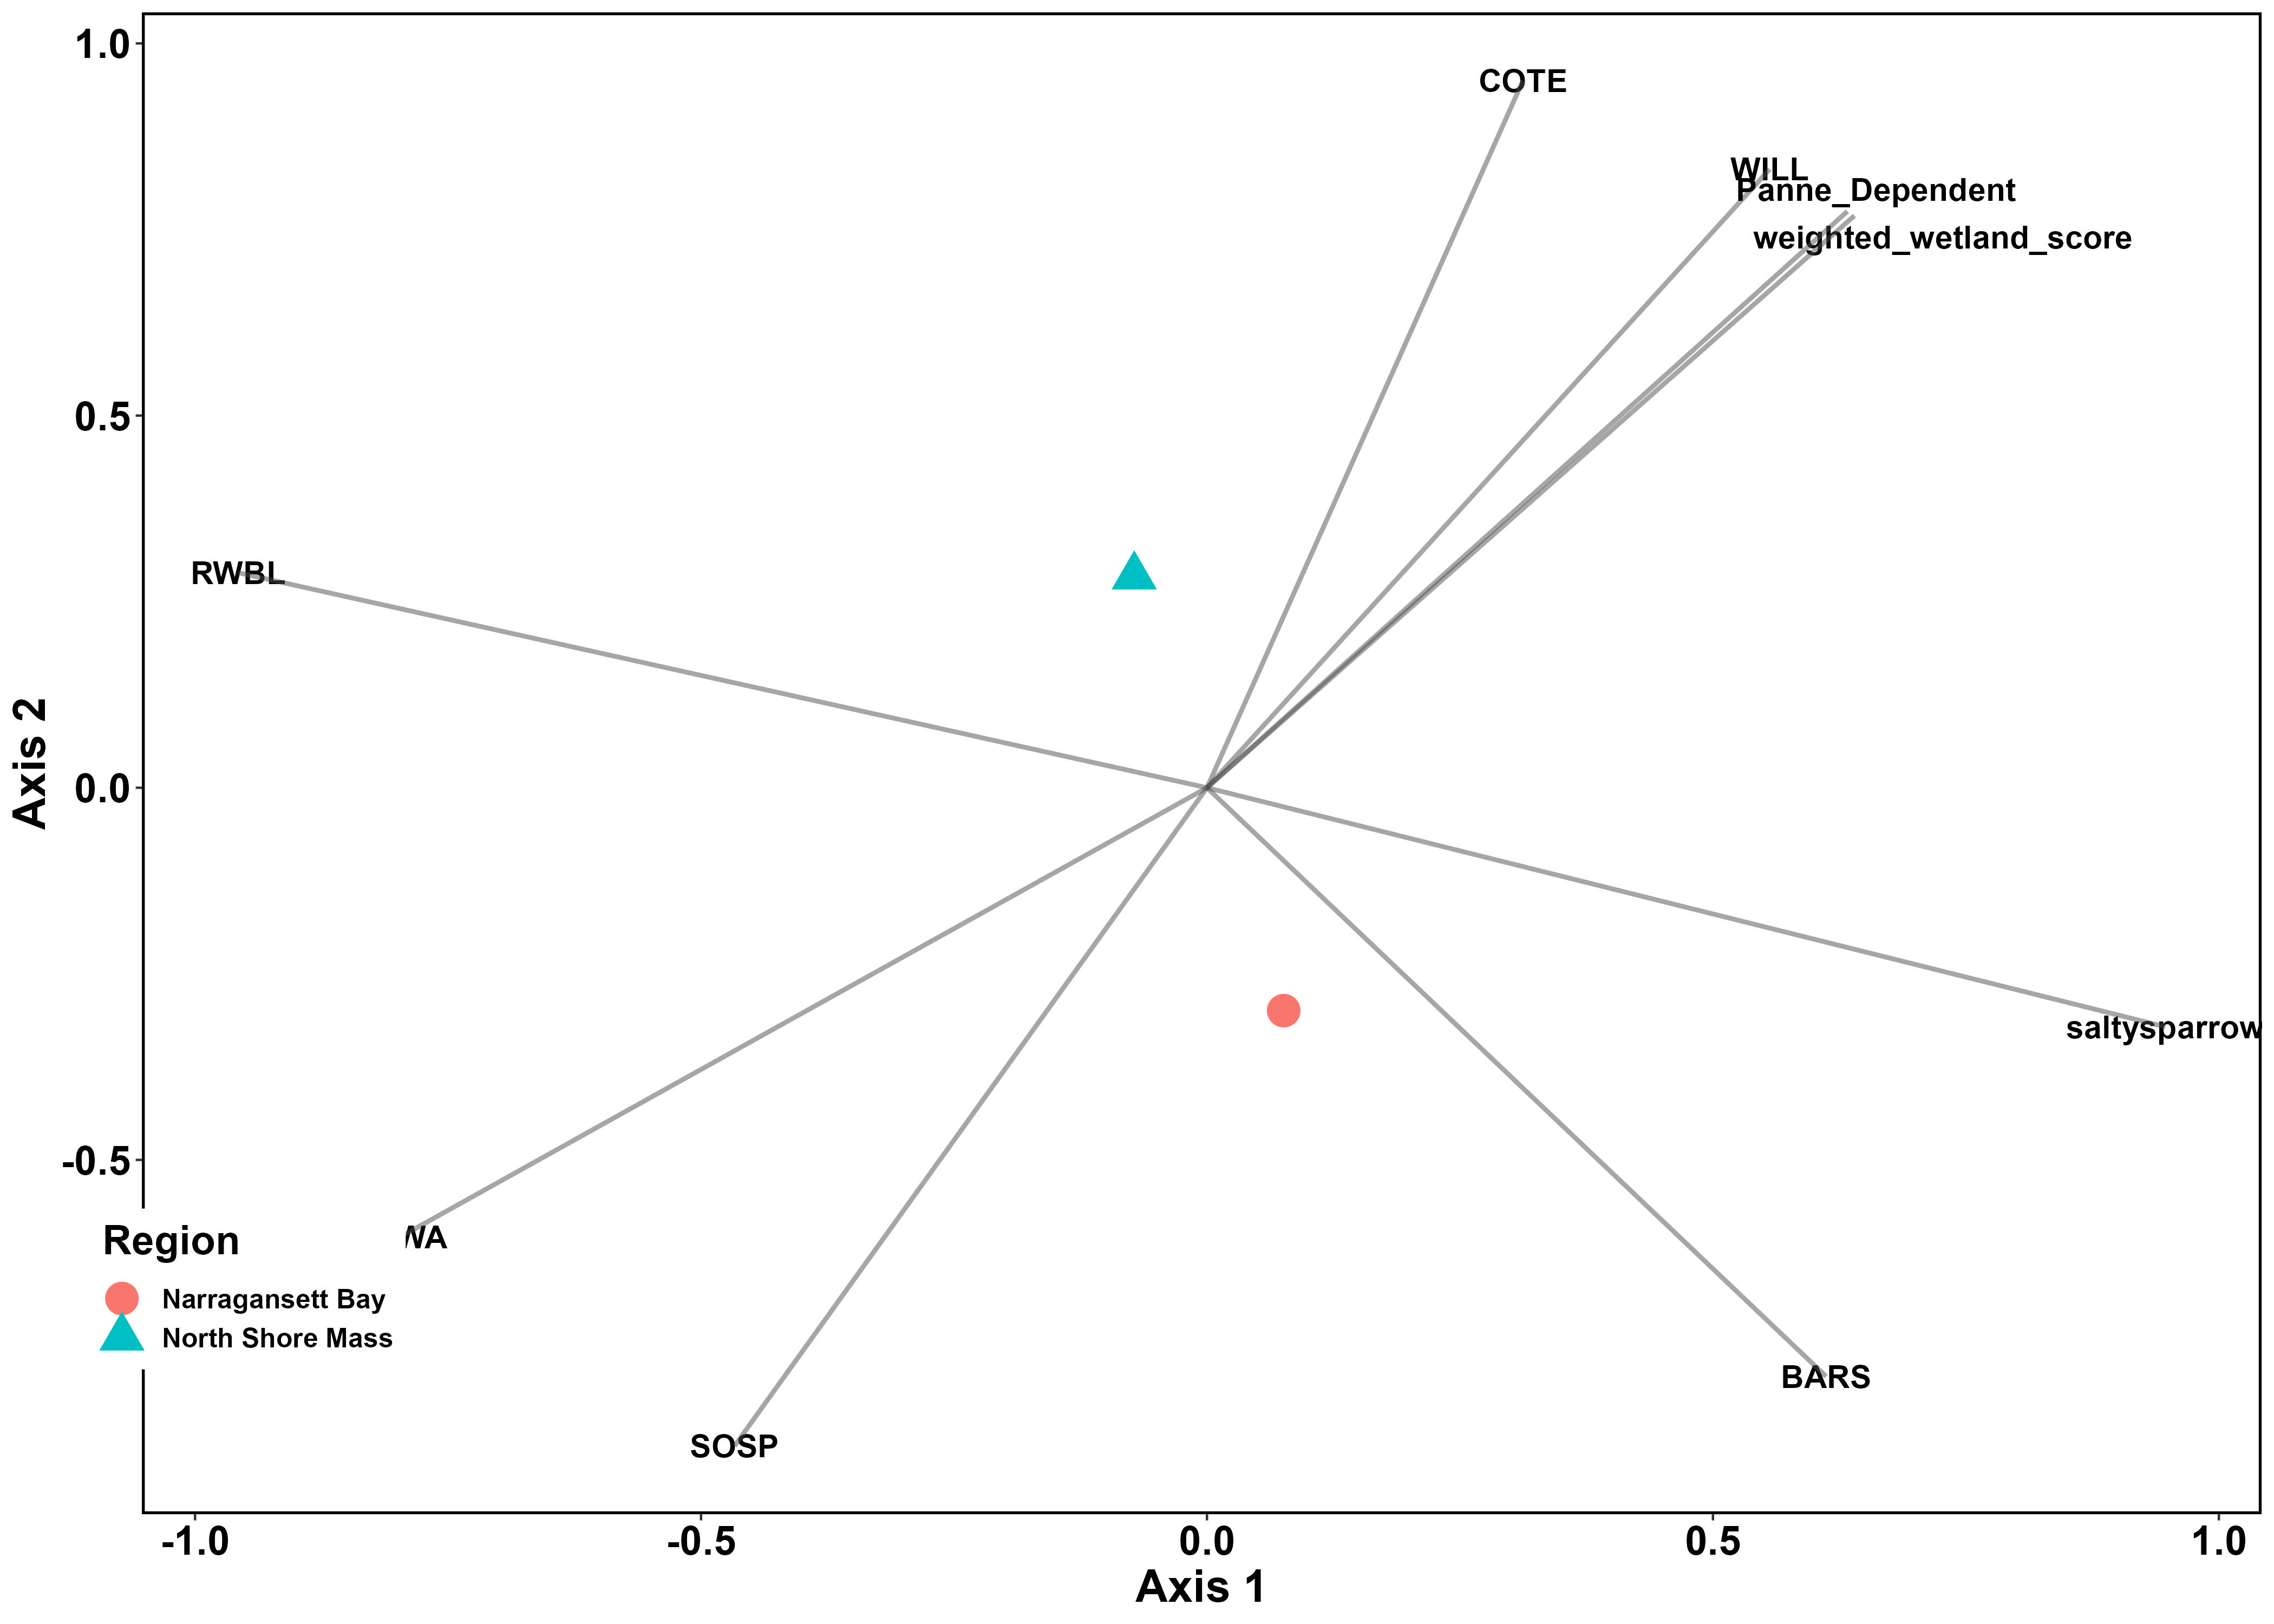 1.0
COTE
WILL
Panne_Dependent
weighted_wetland_score
0.5
RWBL
Axis 2
0.0
saltysparrow
-0.5
WA
Region
Narragansett Bay
North Shore Mass
BARS
SOSP
-1.0 -0.5 0.0 0.5 1.0
Axis 1